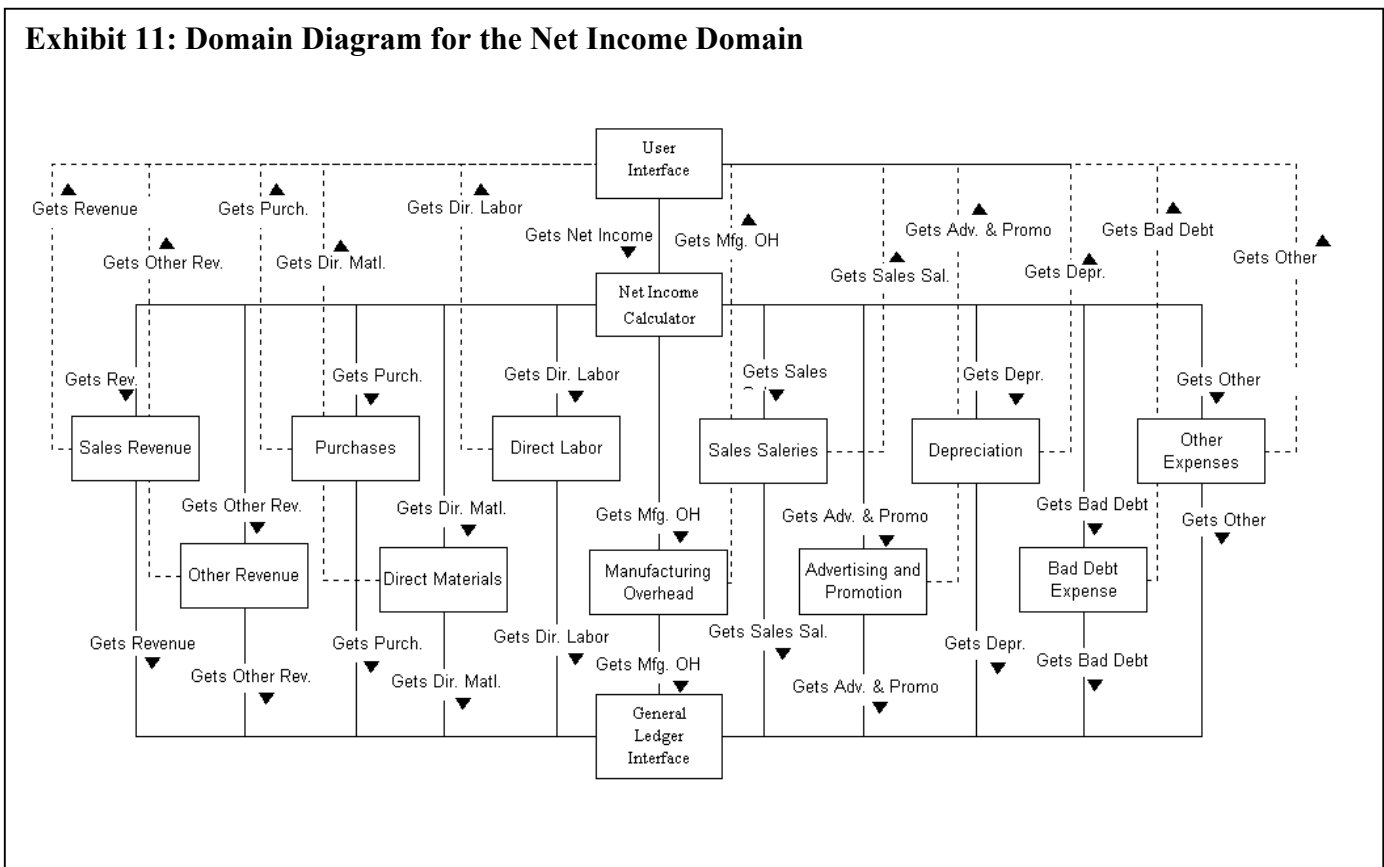 Exhibit 11: Domain Diagram for the Net Income Domain
User
Interface
Gets Revenue
Gets Purch.
Gets Dir. Labor
Gets Other Rev.
Gets Dir. Matl.
Gets Net Income
Gets Mfg. OH
Gets Adv. & Promo
Gets Bad Debt
Gets Other
Gets Sales Sal.
Gets Depr.
Net Income
Calculator
Gets Rev.
Gets Purch.
Gets Dir. Labor
Gets Sales
Gets Depr.
Gets Other
Sales Revenue
Purchases
Direct Labor
Sales Saleries
Depreciation
Other
Expenses
Gets Other Rev.
Gets Dir. Matl.
Gets Mfg. OH
Gets Adv. & Promo
Gets Bad Debt
Gets Other
Other Revenue
Direct Materials
Manufacturing
Overhead
Advertising and
Promotion
Bad Debt
Expense
Gets Revenue
Gets Other Rev.
Gets Purch.
Gets Dir. Matl.
Gets Dir. Labor
Gets Mfg. OH
Gets Sales Sal.
Gets Adv. & Promo
Gets Depr.
Gets Bad Debt
General
Ledger
Interface